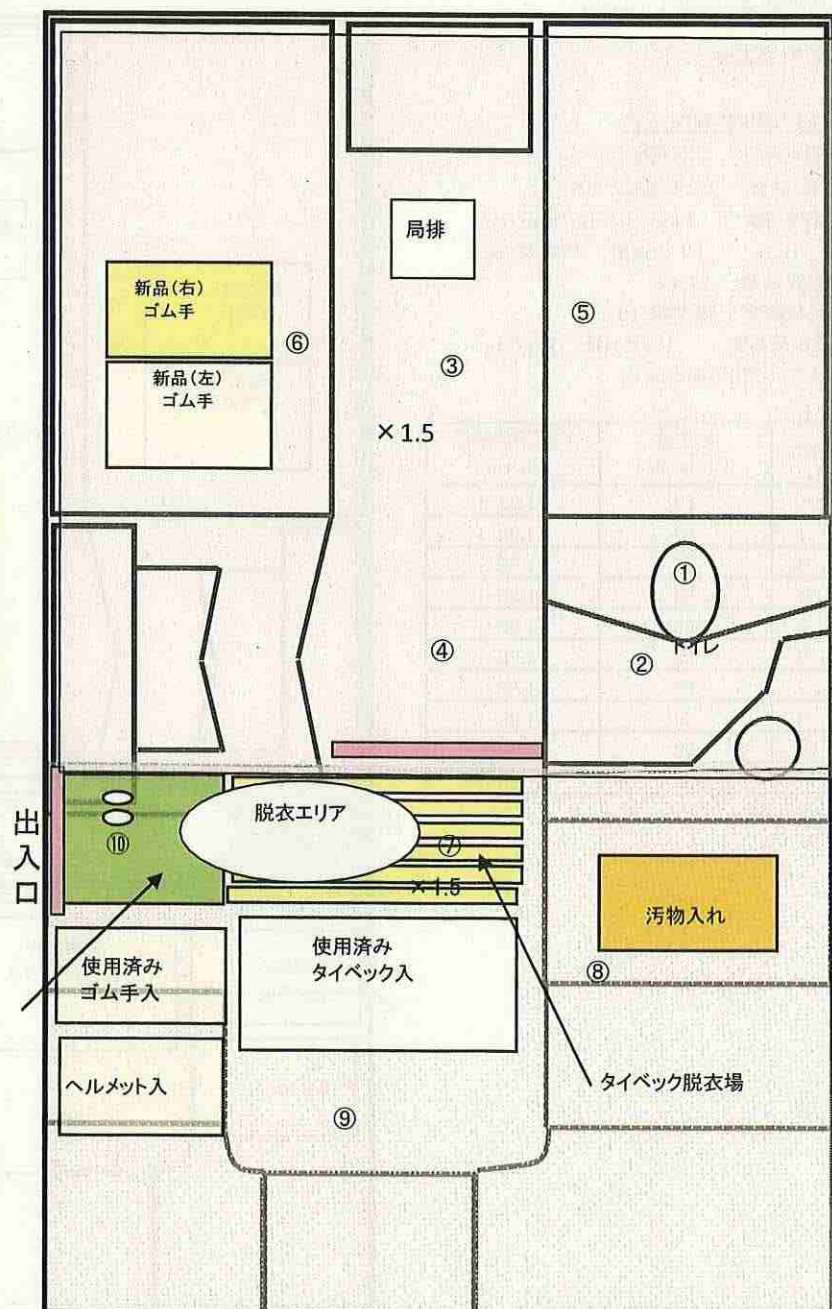 局排
新品(右)
ゴム手
⑥
新品(左)
ゴム手
③
⑤
×1.5
①
トイレ
②
④
出入口
⑩
脱衣エリア
⑦
×1.5
汚物入れ
⑧
使用済み
ゴム手入
使用済み
タイベック入
ヘルメット入
タイベック脱衣場
⑨